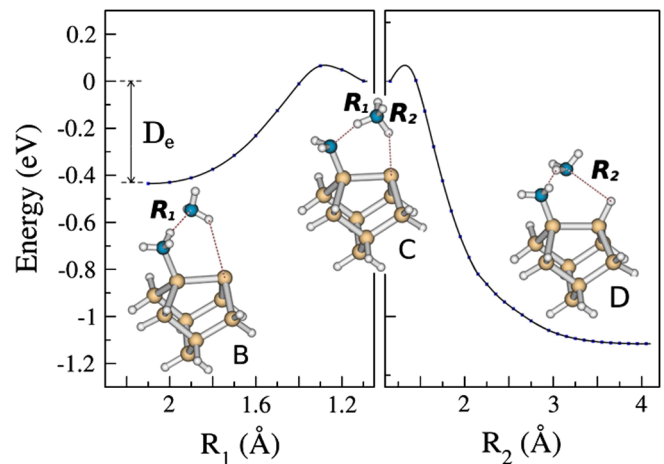 Energy (eV)
0.2
0
-0.2
-0.4
-0.6
-0.8
-1
-1.2
Dₑ
R₁
B
R₁ R₂
C
R₂
D
2 1.6 1.2
2 3 4
R₁ (Å)
R₂ (Å)